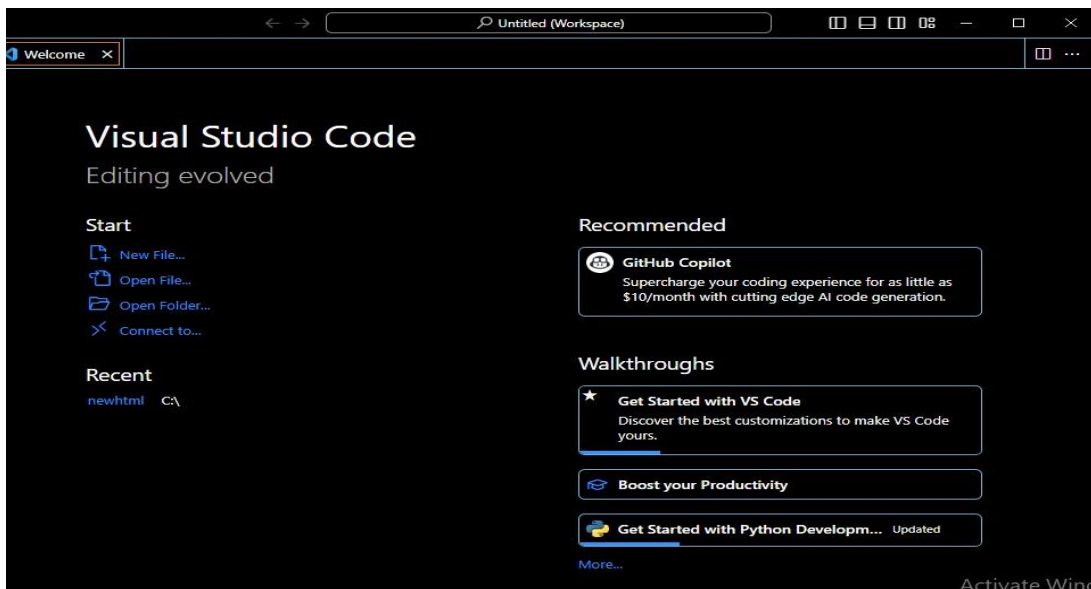 Untitled (Workspace)
Welcome
Visual Studio Code
Editing evolved
Start
New File...
Open File...
Open Folder...
Connect to...
Recent
newhtml C:\
Recommended
GitHub Copilot
Supercharge your coding experience for as little as
$10/month with cutting edge AI code generation.
Walkthroughs
Get Started with VS Code
Discover the best customizations to make VS Code
yours.
Boost your Productivity
Get Started with Python Developm... Updated
More...
Activate Wind